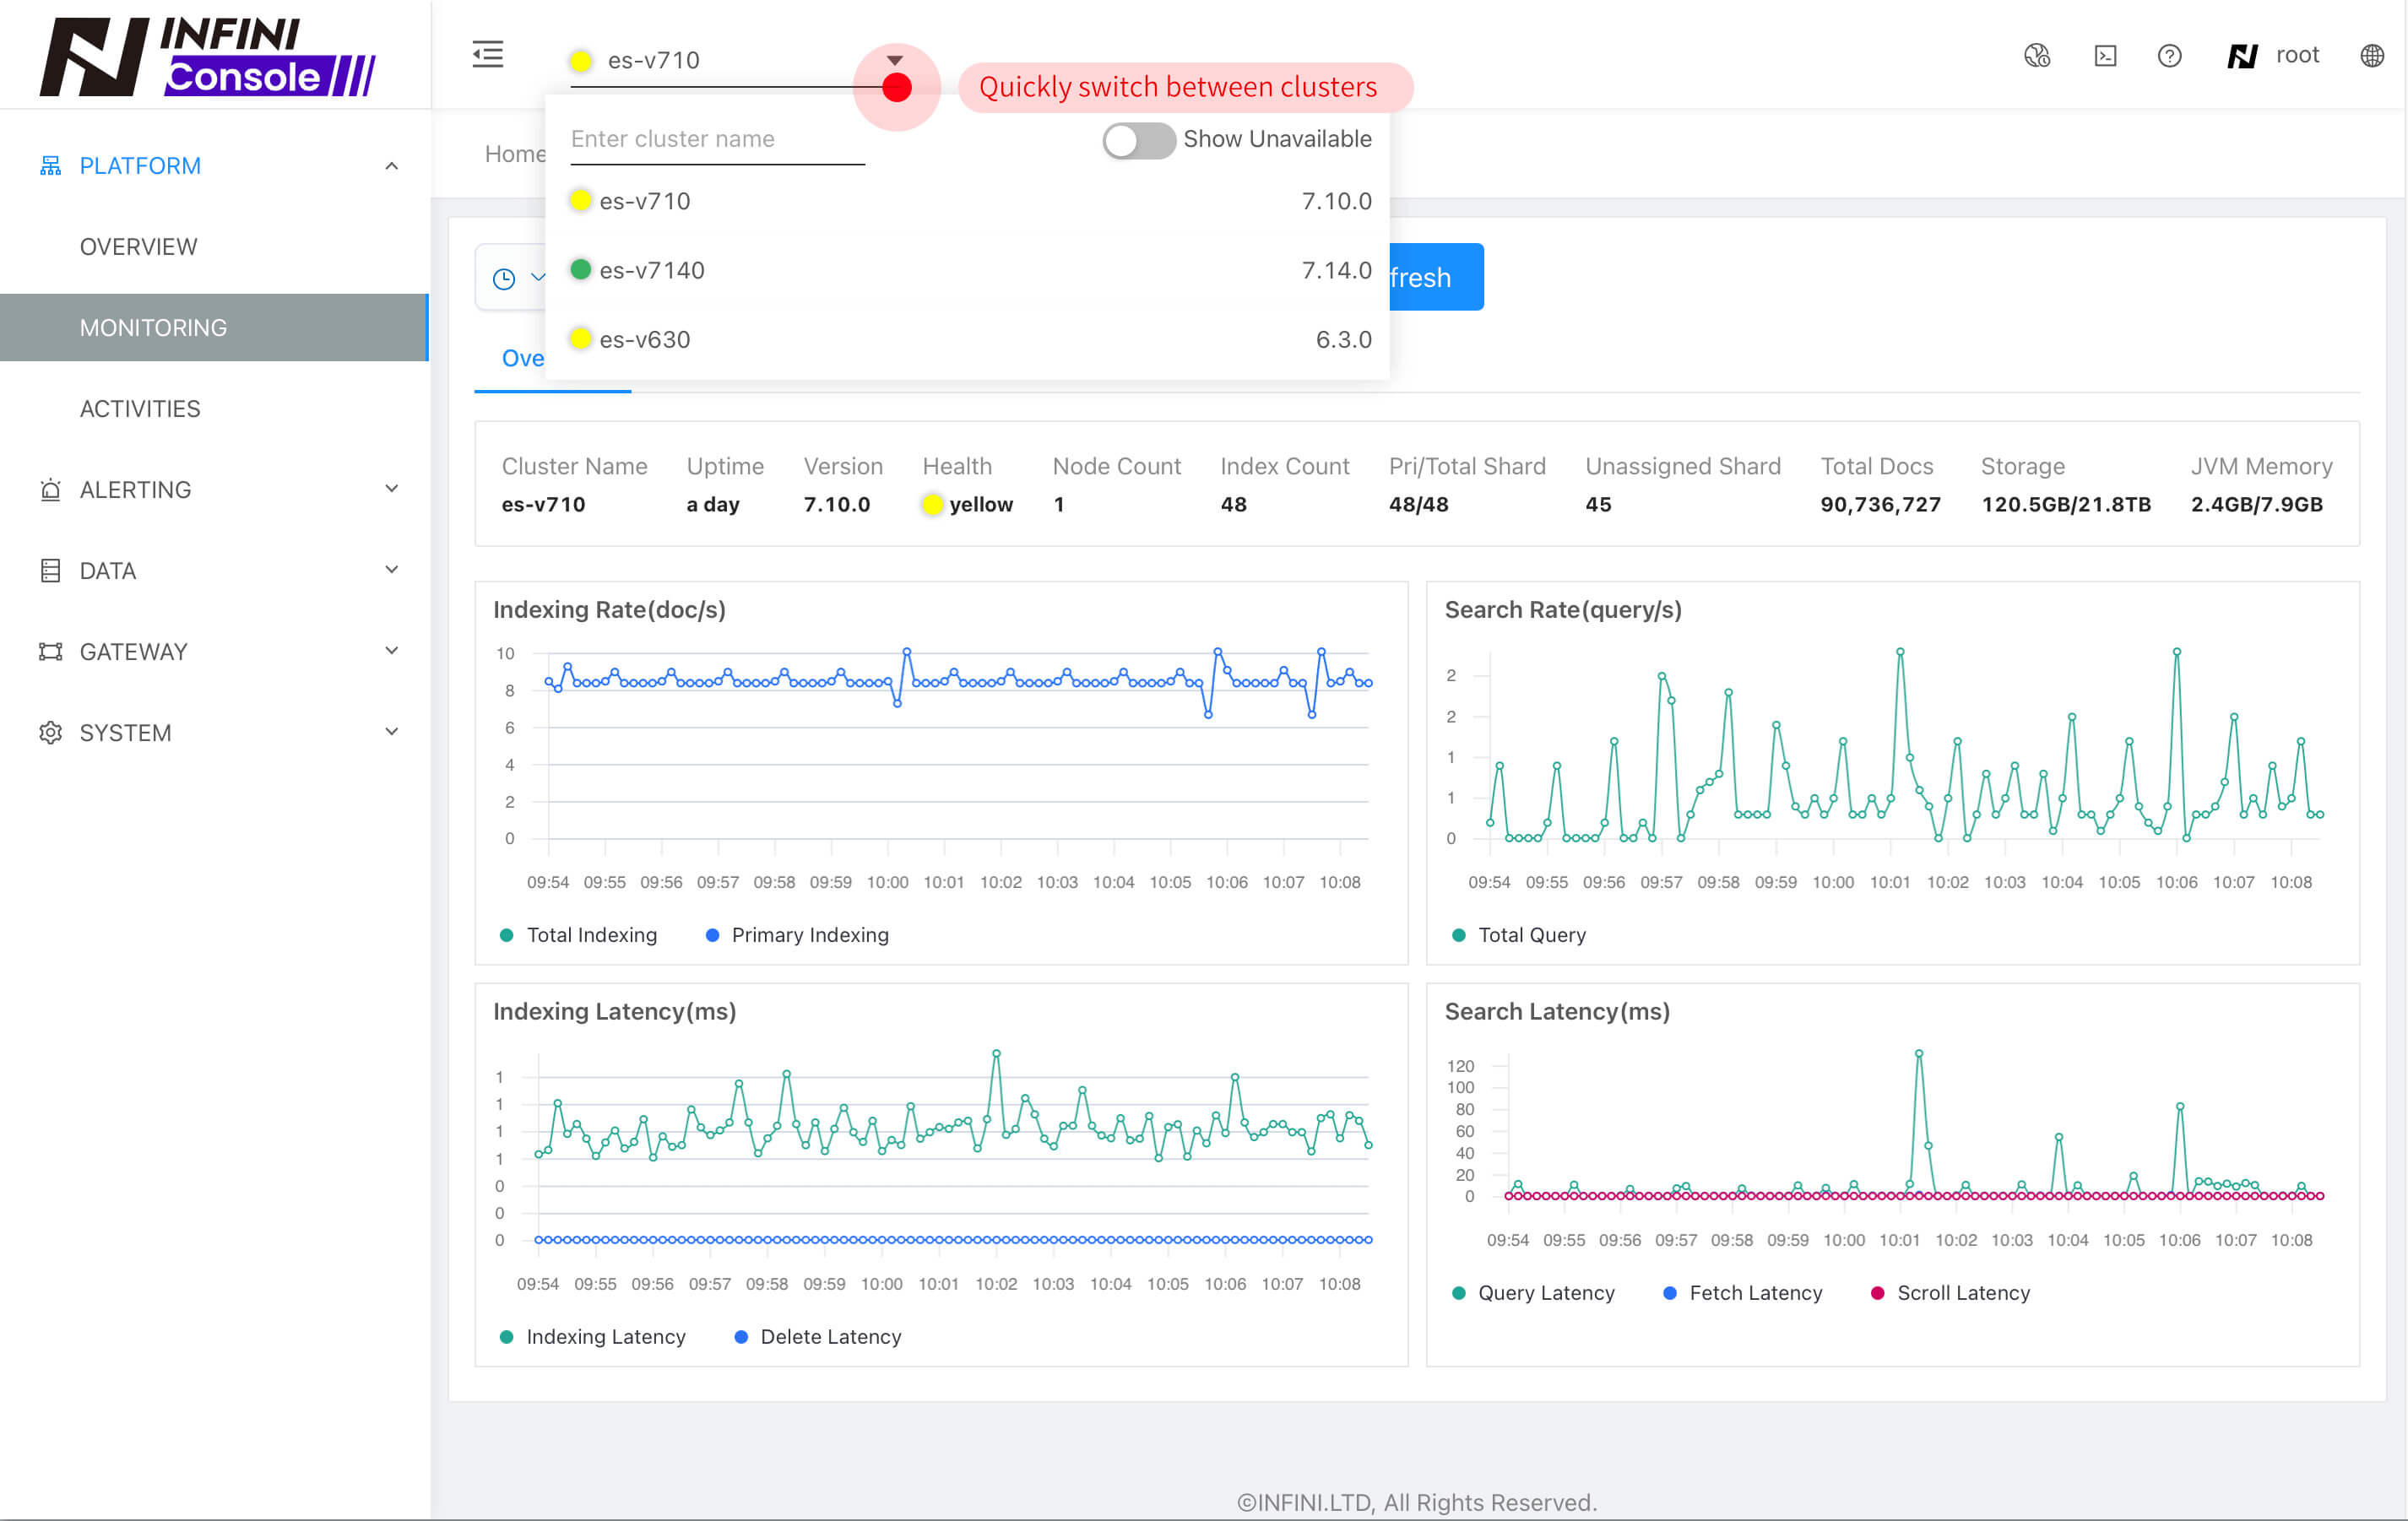 INFINI
Console
es-v710
Quickly switch between clusters
root
Enter cluster name
Show Unavailable
Home
es-v710 7.10.0
es-v7140 7.14.0
es-v630 6.3.0
fresh
Ove
PLATFORM
OVERVIEW
MONITORING
ACTIVITIES
ALERTING
DATA
GATEWAY
SYSTEM
Cluster Name Uptime Version Health Node Count Index Count Pri/Total Shard Unassigned Shard Total Docs Storage JVM Memory
es-v710 a day 7.10.0 yellow 1 48 48/48 45 90,736,727 120.5GB/21.8TB 2.4GB/7.9GB
Indexing Rate(doc/s)
10
8
6
4
2
0
09:54 09:55 09:56 09:57 09:58 09:59 10:00 10:01 10:02 10:03 10:04 10:05 10:06 10:07 10:08
Total Indexing Primary Indexing
Search Rate(query/s)
2
2
1
1
0
09:54 09:55 09:56 09:57 09:58 09:59 10:00 10:01 10:02 10:03 10:04 10:05 10:06 10:07 10:08
Total Query
Indexing Latency(ms)
1
1
1
1
0
0
0
09:54 09:55 09:56 09:57 09:58 09:59 10:00 10:01 10:02 10:03 10:04 10:05 10:06 10:07 10:08
Indexing Latency Delete Latency
Search Latency(ms)
120
100
80
60
40
20
0
09:54 09:55 09:56 09:57 09:58 09:59 10:00 10:01 10:02 10:03 10:04 10:05 10:06 10:07 10:08
Query Latency Fetch Latency Scroll Latency
©INFINI.LTD, All Rights Reserved.